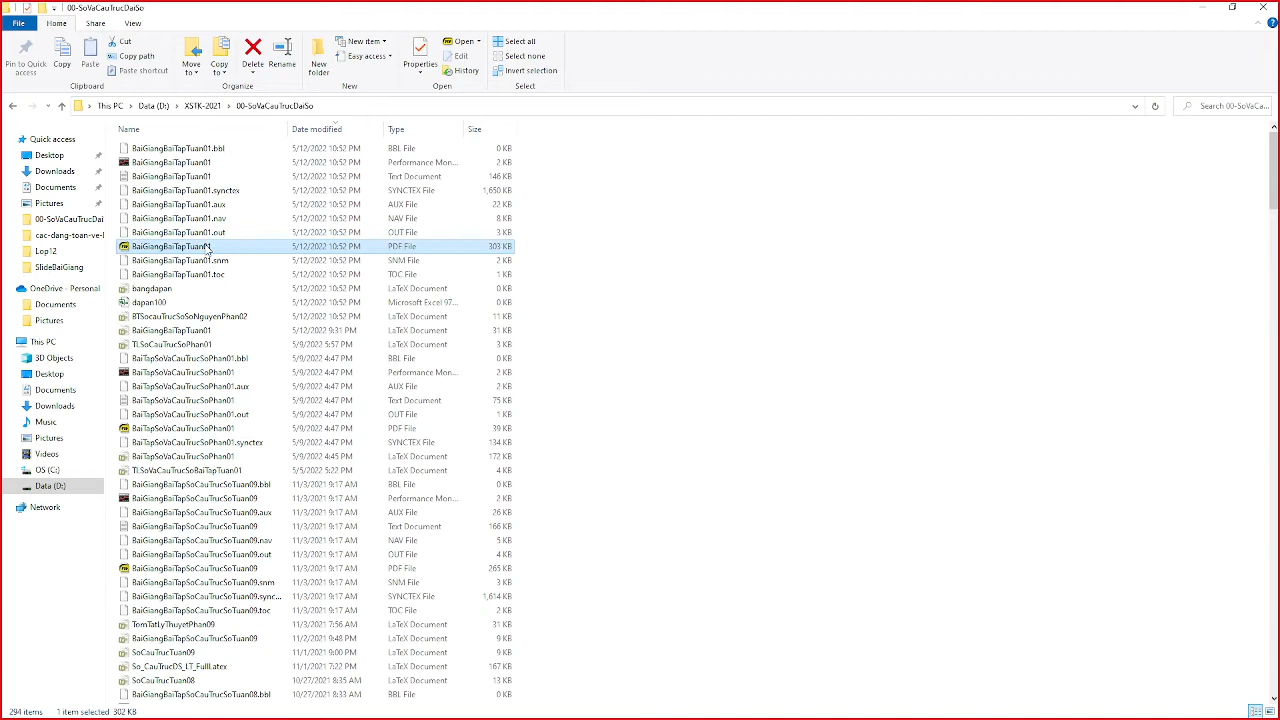 00-SoVaCauTrucDaiSo
File Home Share View
Pin to Quick access
Copy
Paste
Cut
Copy path
Paste shortcut
Move to
Copy to
Delete
Rename
New folder
New item
Easy access
Properties
Open
Edit
History
Select all
Select none
Invert selection
Clipboard Organize New Open Select
This PC Data (D:) XSTK-2021 00-SoVaCauTrucDaiSo
Search 00-SoVaCa...
Name Date modified Type Size
Quick access
Desktop
Downloads
Documents
Pictures
00-SoVaCauTrucDai
cac-dang-toan-ve-l
Lop12
SlideBaiGiang
OneDrive - Personal
Documents
Pictures
This PC
3D Objects
Desktop
Documents
Downloads
Music
Pictures
Videos
OS (C:)
Data (D:)
Network
BaiGiangBaiTapTuan01.bbl 5/12/2022 10:52 PM BBL File 0 KB
BaiGiangBaiTapTuan01 5/12/2022 10:52 PM Performance Mon... 2 KB
BaiGiangBaiTapTuan01 5/12/2022 10:52 PM Text Document 146 KB
BaiGiangBaiTapTuan01.synctex 5/12/2022 10:52 PM SYNCTEX File 1,650 KB
BaiGiangBaiTapTuan01.aux 5/12/2022 10:52 PM AUX File 22 KB
BaiGiangBaiTapTuan01.nav 5/12/2022 10:52 PM NAV File 8 KB
BaiGiangBaiTapTuan01.out 5/12/2022 10:52 PM OUT File 3 KB
BaiGiangBaiTapTuan01 5/12/2022 10:52 PM PDF File 303 KB
BaiGiangBaiTapTuan01.snm 5/12/2022 10:52 PM SNM File 2 KB
BaiGiangBaiTapTuan01.toc 5/12/2022 10:52 PM TOC File 2 KB
bangdapan 5/12/2022 10:52 PM LaTeX Document 2 KB
dapan100 5/12/2022 10:52 PM Microsoft Excel 97... 2 KB
BTSocauTrucSoSoNguyenPhan02 5/12/2022 10:52 PM LaTeX Document 11 KB
BaiGiangBaiTapTuan01 5/12/2022 9:31 PM LaTeX Document 31 KB
TLSoCauTrucSoPhan01 5/9/2022 5:57 PM LaTeX Document 3 KB
BaiTapSoVaCauTrucSoPhan01.bbl 5/9/2022 4:47 PM BBL File 0 KB
BaiTapSoVaCauTrucSoPhan01 5/9/2022 4:47 PM Performance Mon... 2 KB
BaiTapSoVaCauTrucSoPhan01.aux 5/9/2022 4:47 PM AUX File 2 KB
BaiTapSoVaCauTrucSoPhan01 5/9/2022 4:47 PM Text Document 75 KB
BaiTapSoVaCauTrucSoPhan01.out 5/9/2022 4:47 PM OUT File 1 KB
BaiTapSoVaCauTrucSoPhan01 5/9/2022 4:47 PM PDF File 39 KB
BaiTapSoVaCauTrucSoPhan01.synctex 5/9/2022 4:47 PM SYNCTEX File 134 KB
BaiTapSoVaCauTrucSoPhan01 5/9/2022 4:45 PM LaTeX Document 172 KB
TLSoVaCauTrucSoBaiTapTuan01 5/5/2022 5:22 PM LaTeX Document 4 KB
BaiGiangBaiTapSoCauTrucSoTuan09.bbl 11/3/2021 9:17 AM BBL File 0 KB
BaiGiangBaiTapSoCauTrucSoTuan09 11/3/2021 9:17 AM Performance Mon... 2 KB
BaiGiangBaiTapSoCauTrucSoTuan09.aux 11/3/2021 9:17 AM AUX File 26 KB
BaiGiangBaiTapSoCauTrucSoTuan09 11/3/2021 9:17 AM Text Document 166 KB
BaiGiangBaiTapSoCauTrucSoTuan09.nav 11/3/2021 9:17 AM NAV File 5 KB
BaiGiangBaiTapSoCauTrucSoTuan09.out 11/3/2021 9:17 AM OUT File 4 KB
BaiGiangBaiTapSoCauTrucSoTuan09 11/3/2021 9:17 AM PDF File 265 KB
BaiGiangBaiTapSoCauTrucSoTuan09.snm 11/3/2021 9:17 AM SNM File 2 KB
BaiGiangBaiTapSoCauTrucSoTuan09.sync... 11/3/2021 9:17 AM SYNCTEX File 1,614 KB
BaiGiangBaiTapSoCauTrucSoTuan09.toc 11/3/2021 9:17 AM TOC File 2 KB
TomTatLyThuyetPhan09 11/3/2021 7:56 AM LaTeX Document 31 KB
BaiGiangBaiTapSoCauTrucSoTuan09 11/2/2021 9:48 PM LaTeX Document 9 KB
SoCauTrucTuan09 11/1/2021 9:00 PM LaTeX Document 9 KB
So_CauTrucDS_LT_FullLatex 11/1/2021 7:22 PM LaTeX Document 167 KB
SoCauTrucTuan08 10/27/2021 8:35 AM LaTeX Document 13 KB
BaiGiangBaiTapSoCauTrucSoTuan08.bbl 10/27/2021 8:33 AM BBL File 0 KB
294 items 1 item selected 302 KB